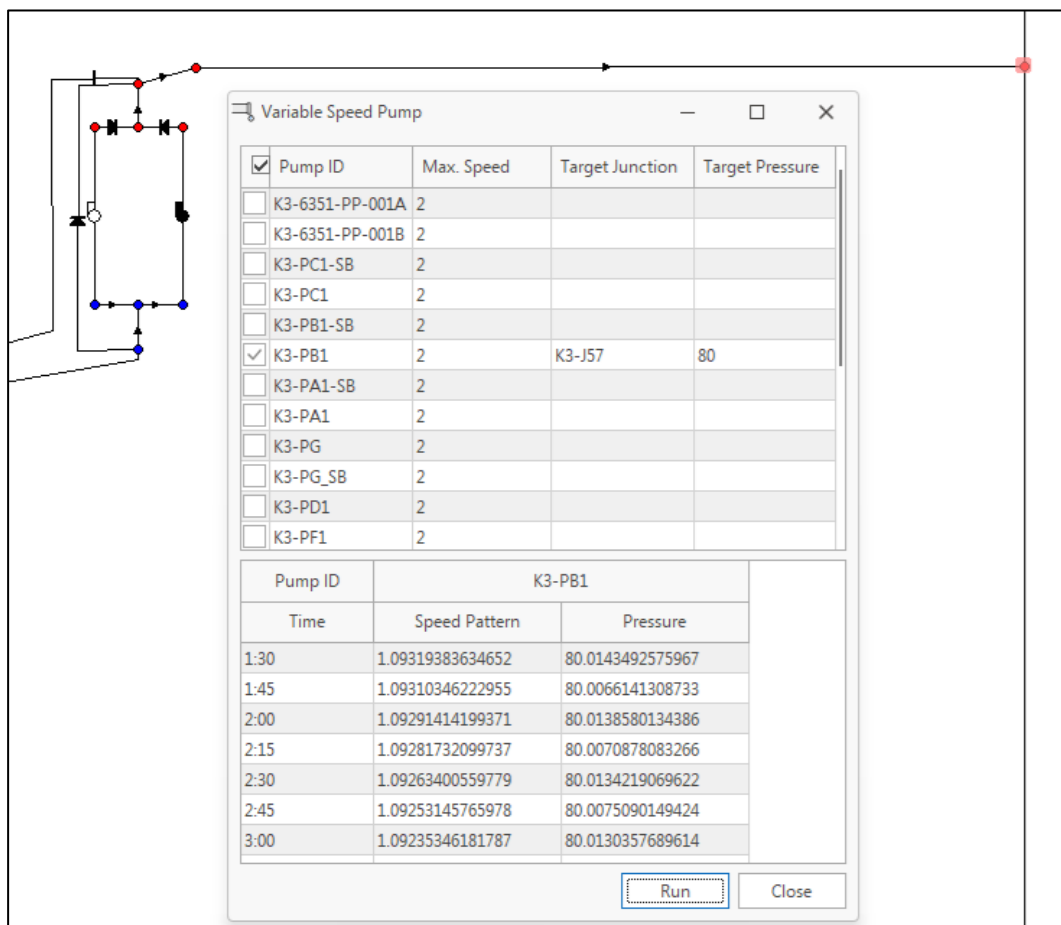 Variable Speed Pump
Pump ID Max. Speed Target Junction Target Pressure
K3-6351-PP-001A 2
K3-6351-PP-001B 2
K3-PC1-SB 2
K3-PC1 2
K3-PB1-SB 2
K3-PB1 2 K3-J57 80
K3-PA1-SB 2
K3-PA1 2
K3-PG 2
K3-PG_SB 2
K3-PD1 2
K3-PF1 2
Pump ID K3-PB1
Time Speed Pattern Pressure
1:30 1.09319383634652 80.0143492575967
1:45 1.09310346222955 80.0066141308733
2:00 1.09291414199371 80.0138580134386
2:15 1.09281732099737 80.0070878083266
2:30 1.09263400559779 80.0134219069622
2:45 1.09253145765978 80.0075090149424
3:00 1.09235346181787 80.0130357689614
Run Close